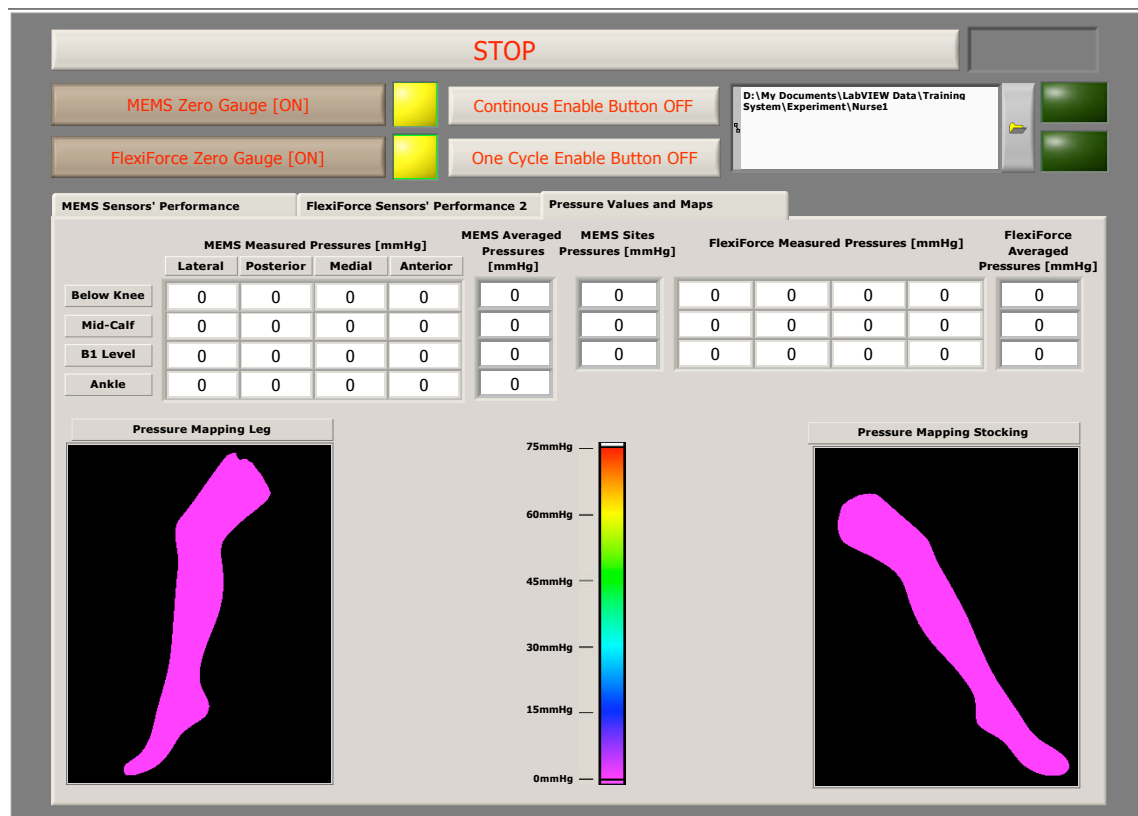 STOP
MEMS Zero Gauge [ON]
Continous Enable Button OFF
D:\My Documents\LabVIEW Data\Training
System\Experiment\Nurse1
FlexiForce Zero Gauge [ON]
One Cycle Enable Button OFF
MEMS Sensors' Performance
FlexiForce Sensors' Performance 2
Pressure Values and Maps
MEMS Measured Pressures [mmHg]
MEMS Averaged
Pressures
[mmHg]
MEMS Sites
Pressures [mmHg]
FlexiForce Measured Pressures [mmHg]
FlexiForce
Averaged
Pressures [mmHg]
Lateral Posterior Medial Anterior
Below Knee 0 0 0 0 0 0 0 0 0 0 0
Mid-Calf 0 0 0 0 0 0 0 0 0 0 0
B1 Level 0 0 0 0 0 0 0 0 0 0 0
Ankle 0 0 0 0 0
Pressure Mapping Leg
75mmHg
60mmHg
45mmHg
30mmHg
15mmHg
0mmHg
Pressure Mapping Stocking